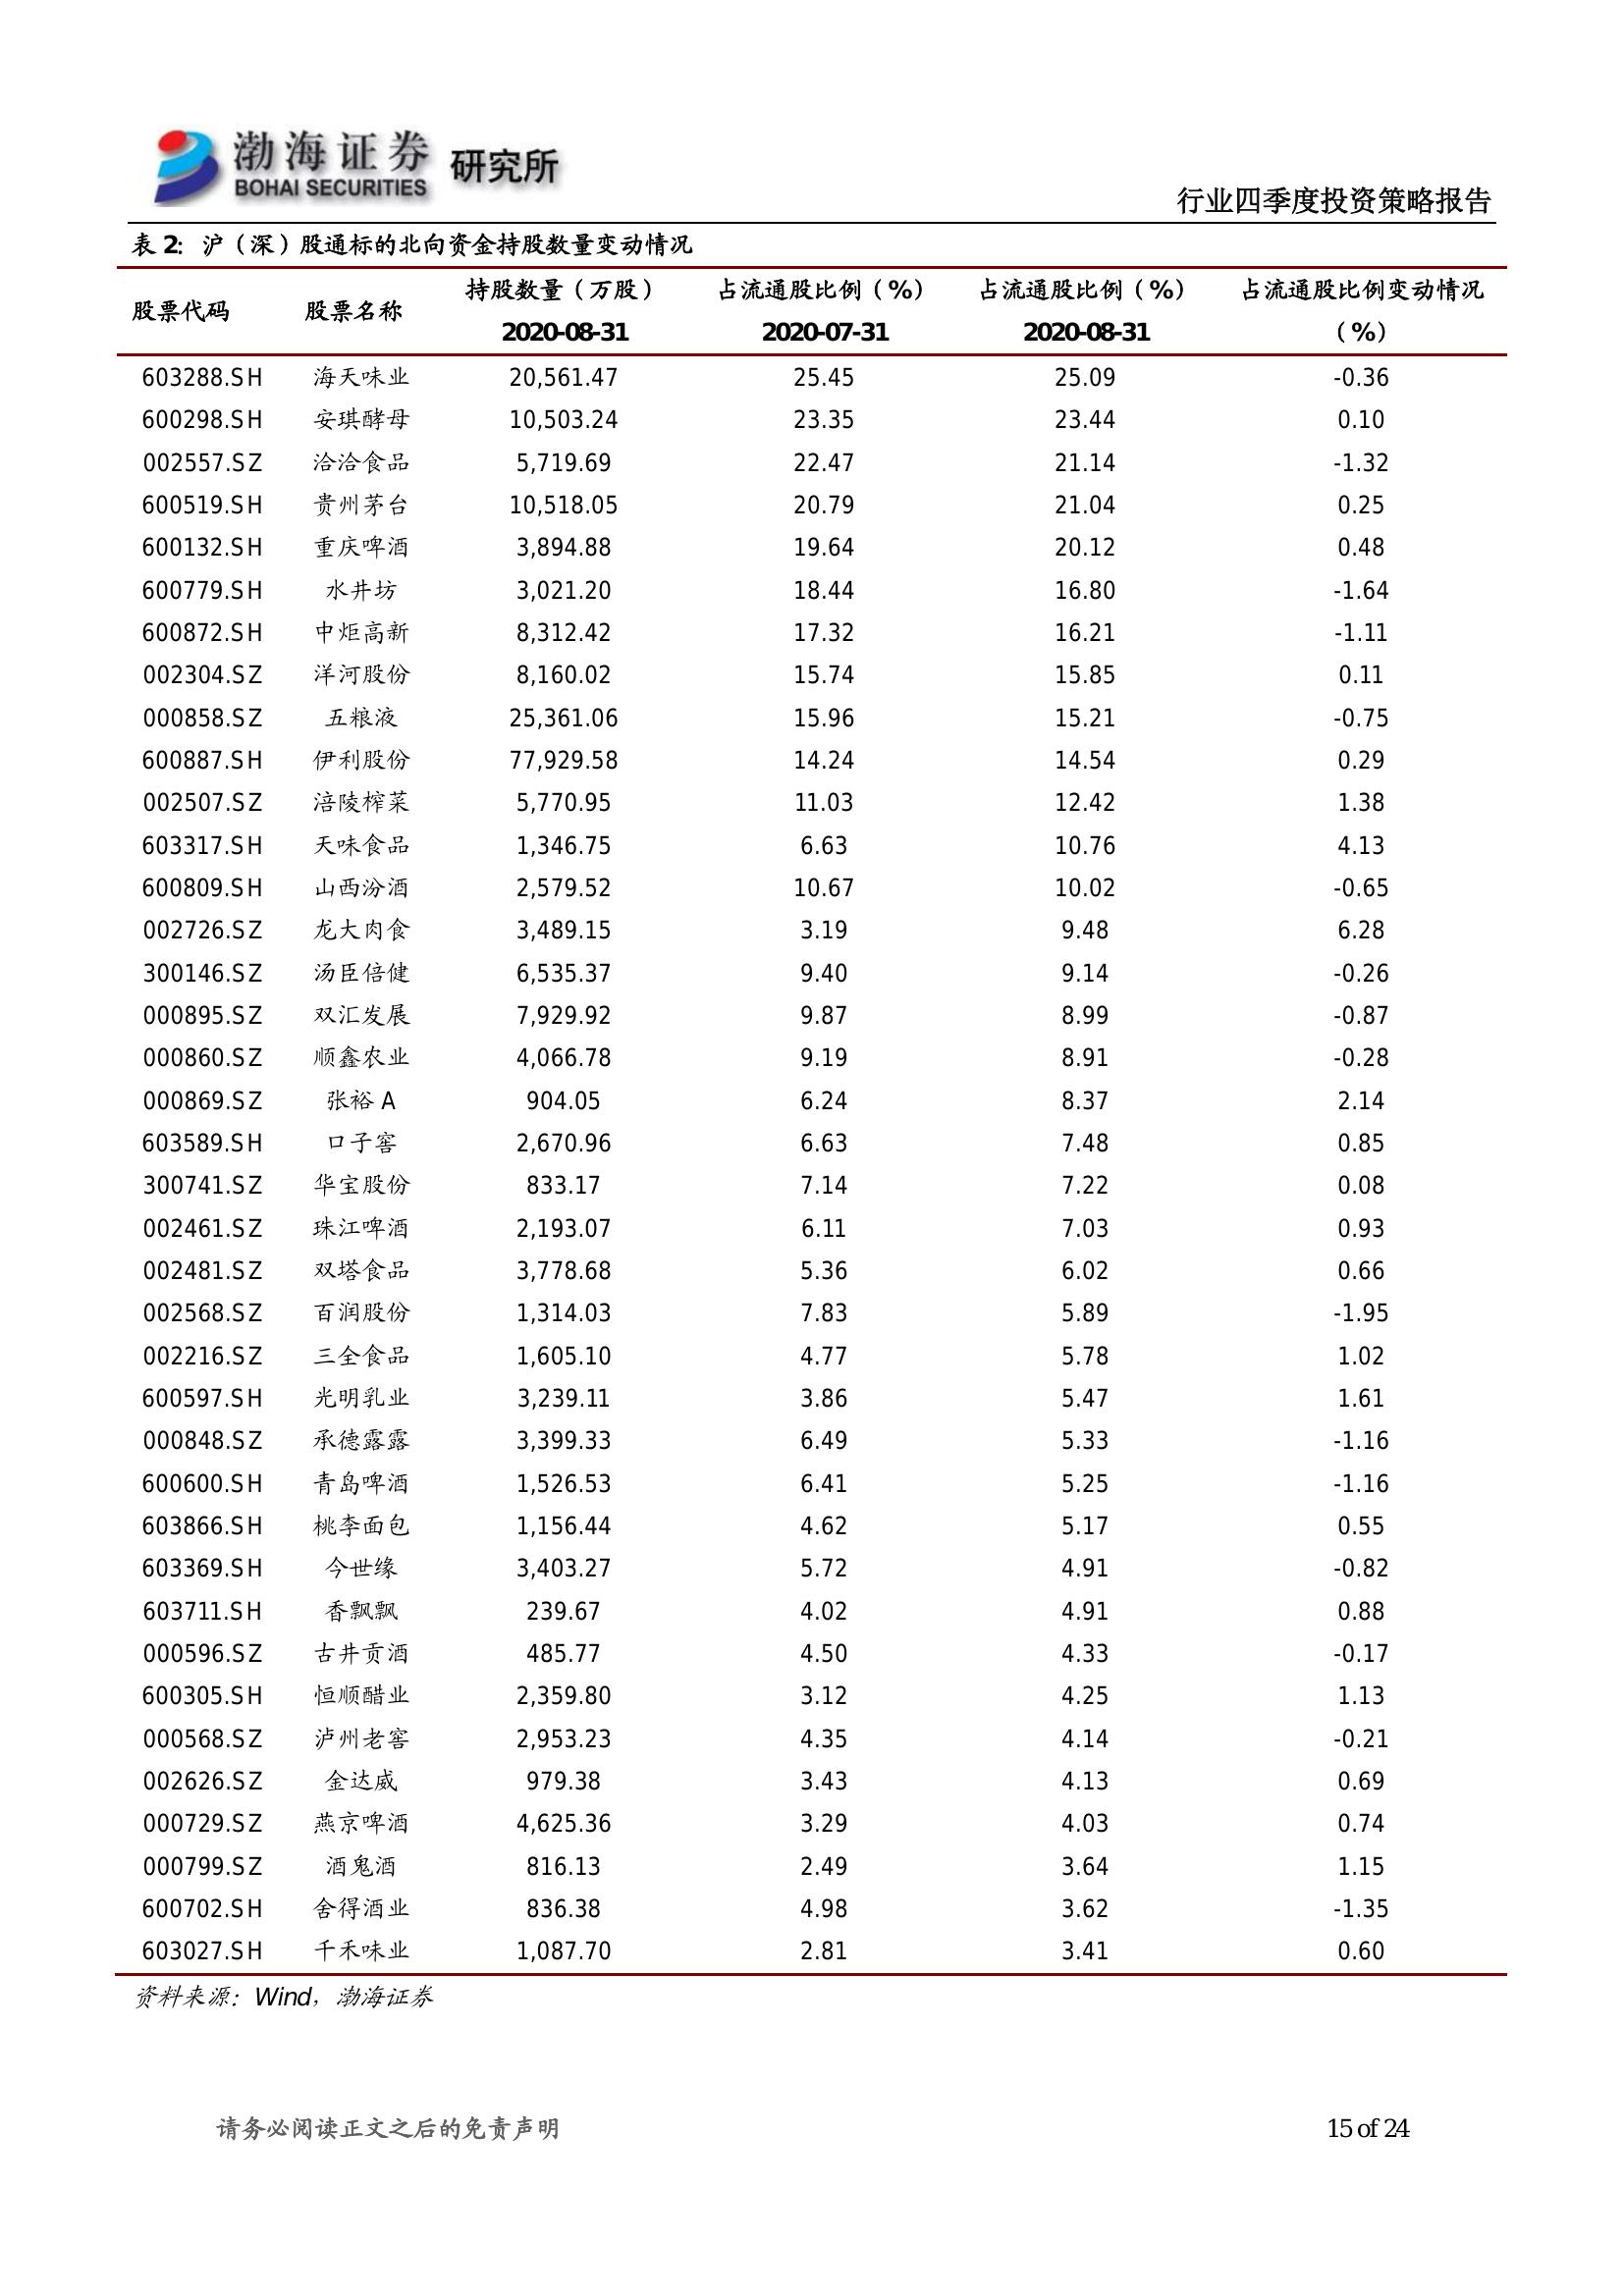 渤海证券 研究所
BOHAI SECURITIES
行业四季度投资策略报告
表 2：沪（深）股通标的北向资金持股数量变动情况
股票代码 股票名称 持股数量（万股） 占流通股比例（%） 占流通股比例（%） 占流通股比例变动情况
2020-08-31 2020-07-31 2020-08-31 （%）
603288.SH 海天味业 20,561.47 25.45 25.09 -0.36
600298.SH 安琪酵母 10,503.24 23.35 23.44 0.10
002557.SZ 洽洽食品 5,719.69 22.47 21.14 -1.32
600519.SH 贵州茅台 10,518.05 20.79 21.04 0.25
600132.SH 重庆啤酒 3,894.88 19.64 20.12 0.48
600779.SH 水井坊 3,021.20 18.44 16.80 -1.64
600872.SH 中炬高新 8,312.42 17.32 16.21 -1.11
002304.SZ 洋河股份 8,160.02 15.74 15.85 0.11
000858.SZ 五粮液 25,361.06 15.96 15.21 -0.75
600887.SH 伊利股份 77,929.58 14.24 14.54 0.29
002507.SZ 涪陵榨菜 5,770.95 11.03 12.42 1.38
603317.SH 天味食品 1,346.75 6.63 10.76 4.13
600809.SH 山西汾酒 2,579.52 10.67 10.02 -0.65
002726.SZ 龙大肉食 3,489.15 3.19 9.48 6.28
300146.SZ 汤臣倍健 6,535.37 9.40 9.14 -0.26
000895.SZ 双汇发展 7,929.92 9.87 8.99 -0.87
000860.SZ 顺鑫农业 4,066.78 9.19 8.91 -0.28
000869.SZ 张裕 A 904.05 6.24 8.37 2.14
603589.SH 口子窖 2,670.96 6.63 7.48 0.85
300741.SZ 华宝股份 833.17 7.14 7.22 0.08
002461.SZ 珠江啤酒 2,193.07 6.11 7.03 0.93
002481.SZ 双塔食品 3,778.68 5.36 6.02 0.66
002568.SZ 百润股份 1,314.03 7.83 5.89 -1.95
002216.SZ 三全食品 1,605.10 4.77 5.78 1.02
600597.SH 光明乳业 3,239.11 3.86 5.47 1.61
000848.SZ 承德露露 3,399.33 6.49 5.33 -1.16
600600.SH 青岛啤酒 1,526.53 6.41 5.25 -1.16
603866.SH 桃李面包 1,156.44 4.62 5.17 0.55
603369.SH 今世缘 3,403.27 5.72 4.91 -0.82
603711.SH 香飘飘 239.67 4.02 4.91 0.88
000596.SZ 古井贡酒 485.77 4.50 4.33 -0.17
600305.SH 恒顺醋业 2,359.80 3.12 4.25 1.13
000568.SZ 泸州老窖 2,953.23 4.35 4.14 -0.21
002626.SZ 金达威 979.38 3.43 4.13 0.69
000729.SZ 燕京啤酒 4,625.36 3.29 4.03 0.74
000799.SZ 酒鬼酒 816.13 2.49 3.64 1.15
600702.SH 舍得酒业 836.38 4.98 3.62 -1.35
603027.SH 千禾味业 1,087.70 2.81 3.41 0.60
资料来源：Wind，渤海证券
请务必阅读正文之后的免责声明 15 of 24